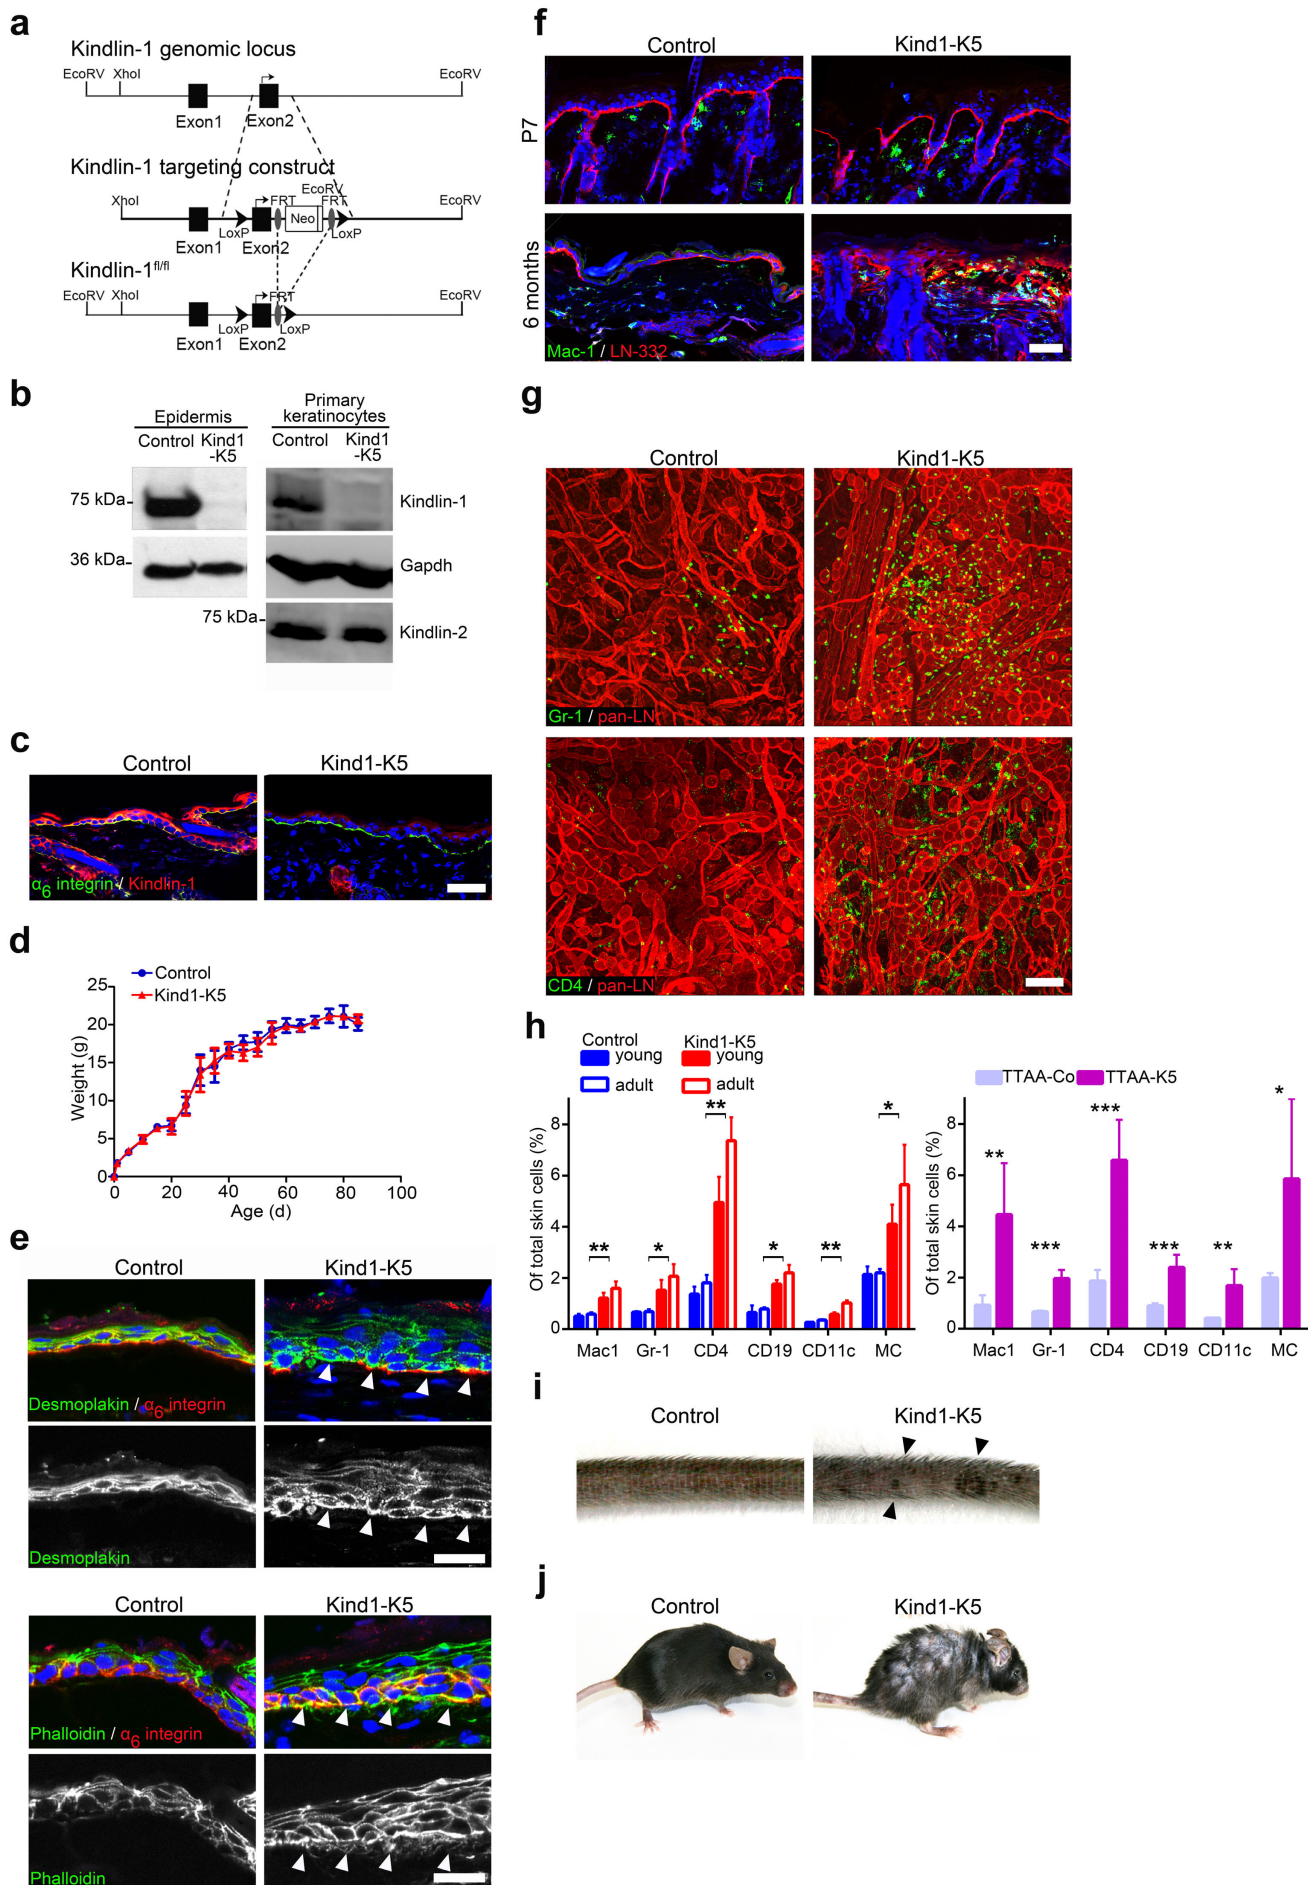 a
Kindlin-1 genomic locus
EcoRV XhoI EcoRV
Exon1 Exon2
Kindlin-1 targeting construct
EcoRV
XhoI FRT FRT
Neo
LoxP LoxP
Exon1 Exon2
Kindlin-1fl/fl
EcoRV XhoI FRT EcoRV
LoxP LoxP
Exon1 Exon2
b
Epidermis
Primary
keratinocytes
Control Kind1
-K5
Control Kind1
-K5
75 kDa Kindlin-1
36 kDa Gapdh
75 kDa Kindlin-2
c
Control Kind1-K5
α6 integrin / Kindlin-1
d
Control
Kind1-K5
Weight (g)
25
20
15
10
5
0
0 20 40 60 80 100
Age (d)
e
Control Kind1-K5
Desmoplakin / α6 integrin
Desmoplakin
Control Kind1-K5
Phalloidin / α6 integrin
Phalloidin
f
Control Kind1-K5
P7
6 months
Mac-1 / LN-332
g
Control Kind1-K5
Gr-1 / pan-LN
CD4 / pan-LN
h
Control Kind1-K5
young young
adult adult
Of total skin cells (%)
8
6
4
2
0
** * ** * ** *
Mac1 Gr-1 CD4 CD19 CD11c MC
TTAA-Co TTAA-K5
Of total skin cells (%)
8
6
4
2
0
** *** *** *** ** *
Mac1 Gr-1 CD4 CD19 CD11c MC
i
Control Kind1-K5
j
Control Kind1-K5